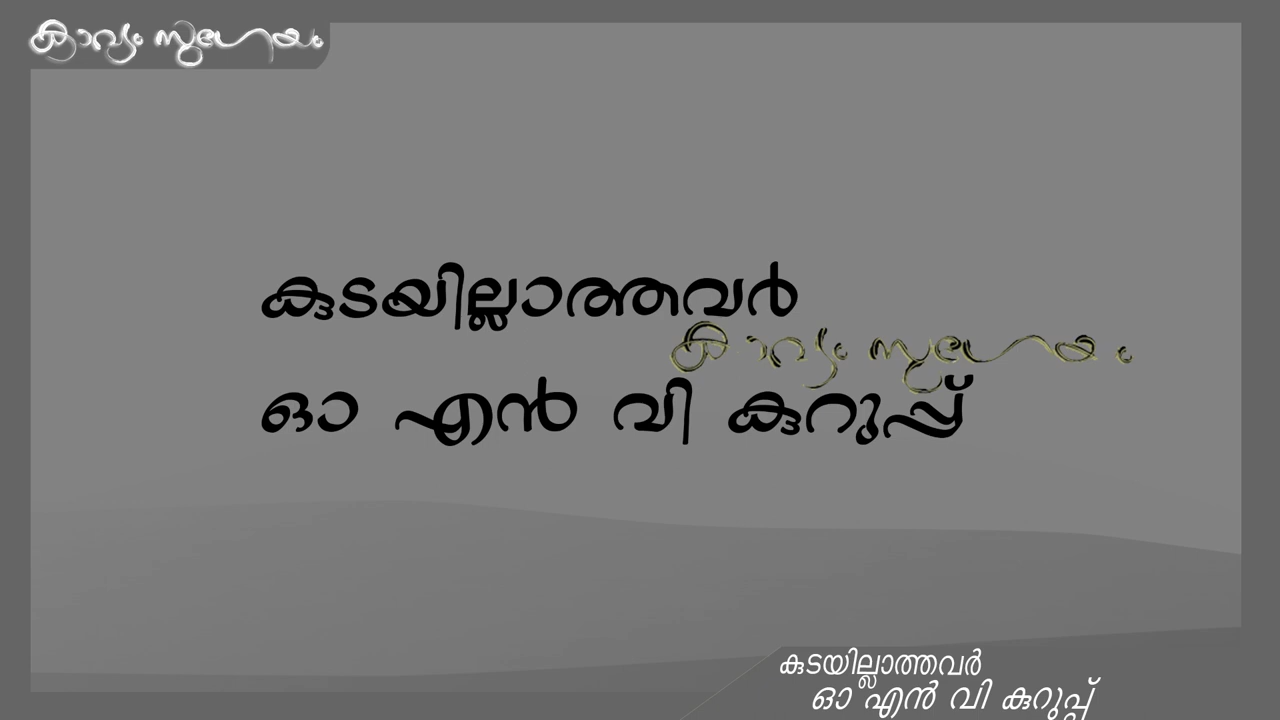 കാവ്യം സുഗേയം
കുടയില്ലാത്തവർ
കാവ്യം സുഗേയം
ഓ എൻ വി കുറുപ്പ്
കുടയില്ലാത്തവർ
ഓ എൻ വി കുറുപ്പ്